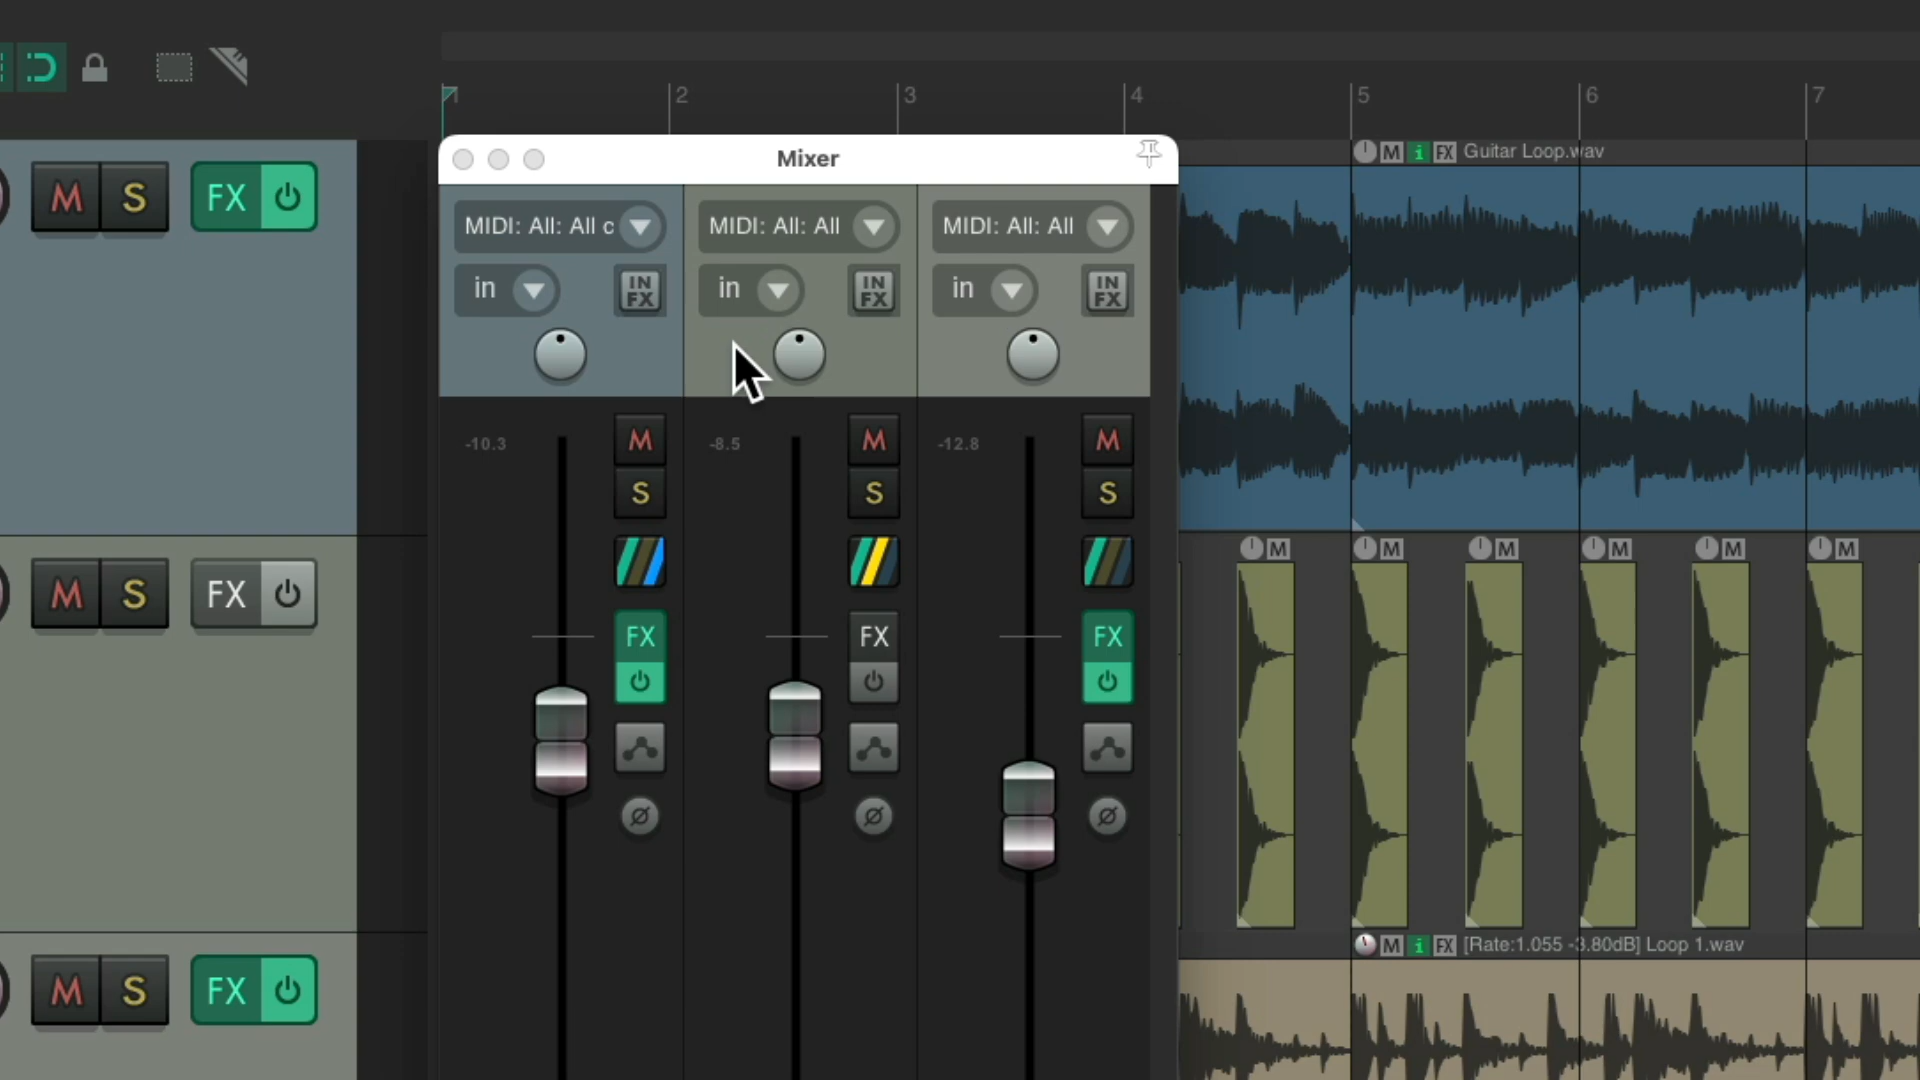 1 2 3 4 5 6 7
Mixer
M i FX Guitar Loop.wav
M S FX
MIDI: All: All c MIDI: All: All MIDI: All: All
in IN FX in IN FX in IN FX
-10.3 M -8.5 M -12.8 M
S S S
M M M M M M
M S FX
FX FX FX
Ø Ø Ø
M i FX [Rate:1.055 -3.80dB] Loop 1.wav
M S FX